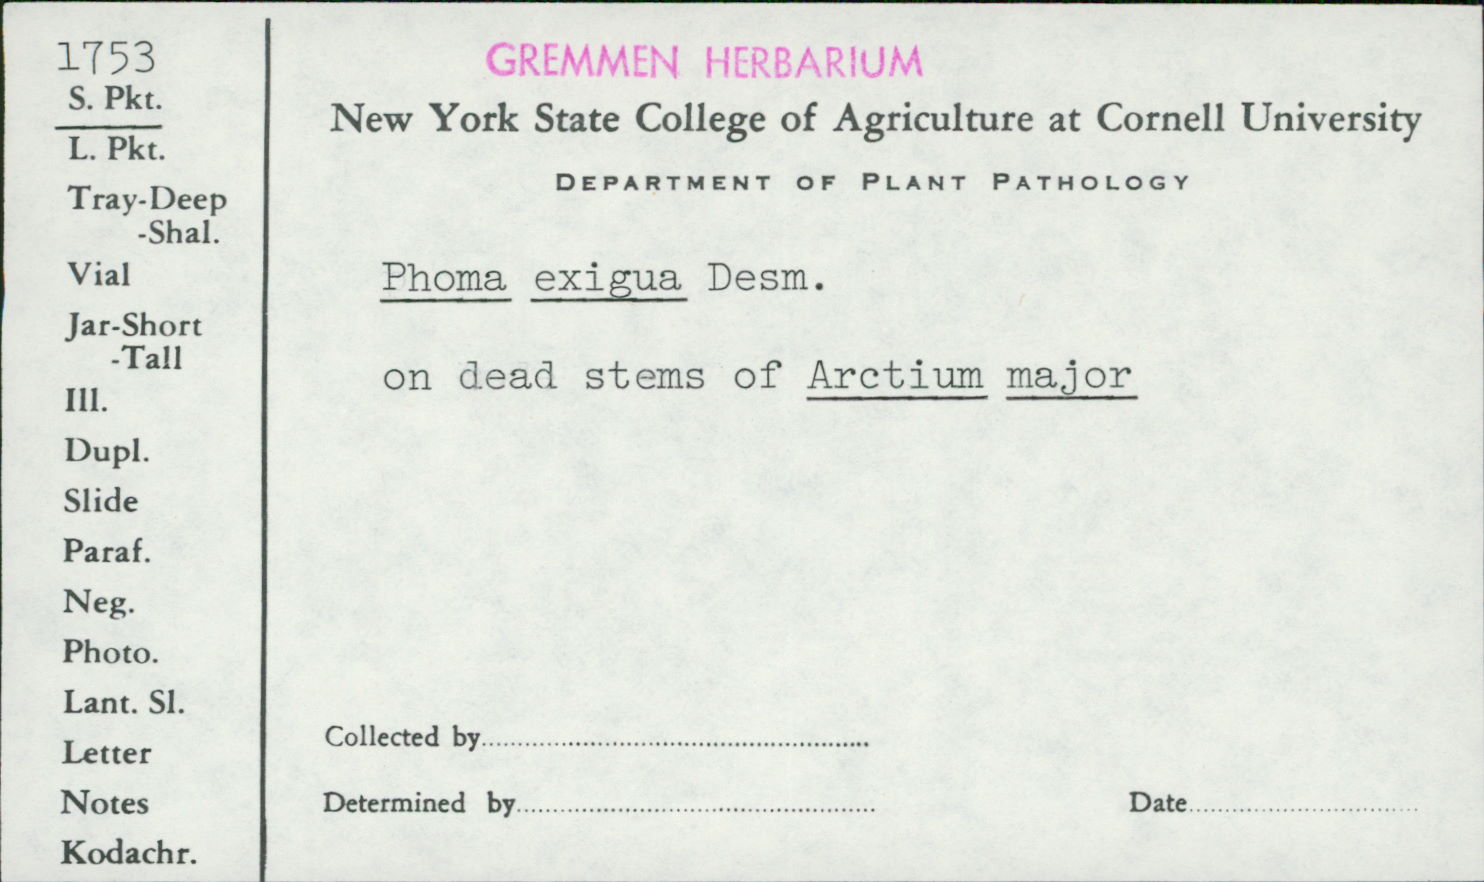 1753
S. Pkt.
L. Pkt.
Tray-Deep
-Shal.
Vial
Jar-Short
-Tall
Ill.
Dupl.
Slide
Paraf.
Neg.
Photo.
Lant. Sl.
Letter
Notes
Kodachr.
GREMMEN HERBARIUM
New York State College of Agriculture at Cornell University
DEPARTMENT OF PLANT PATHOLOGY
Phoma exigua Desm.
on dead stems of Arctium major
Collected by
Determined by
Date